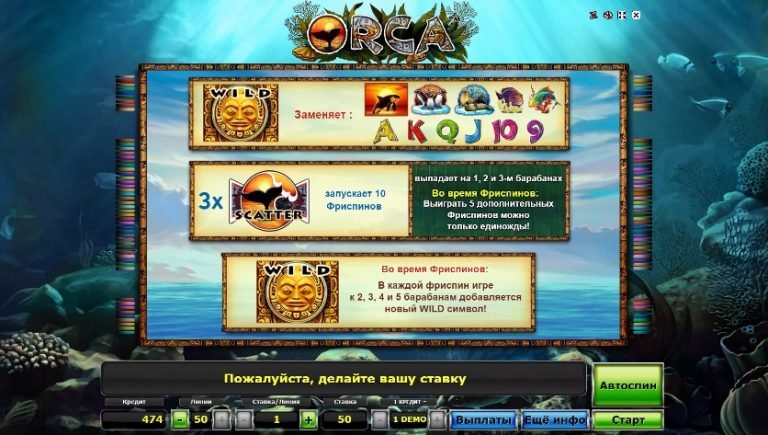 ORCA
WILD
Заменяет :
A K Q J 10 9
3x
SCATTER
запускает 10
Фриспинов
выпадает на 1, 2 и 3-м барабанах
Во время Фриспинов:
Выиграть 5 дополнительных
Фриспинов можно
только единожды!
WILD
Во время Фриспинов:
В каждой фриспин игре
к 2, 3, 4 и 5 барабанам добавляется
новый WILD символ!
Пожалуйста, делайте вашу ставку
Автоспин
Кредит Линии Ставка/Линия Ставка 1 КРЕДИТ =
474 - 50 + - 1 + 50 - 1 DEMO + Выплаты Ещё инфо Старт